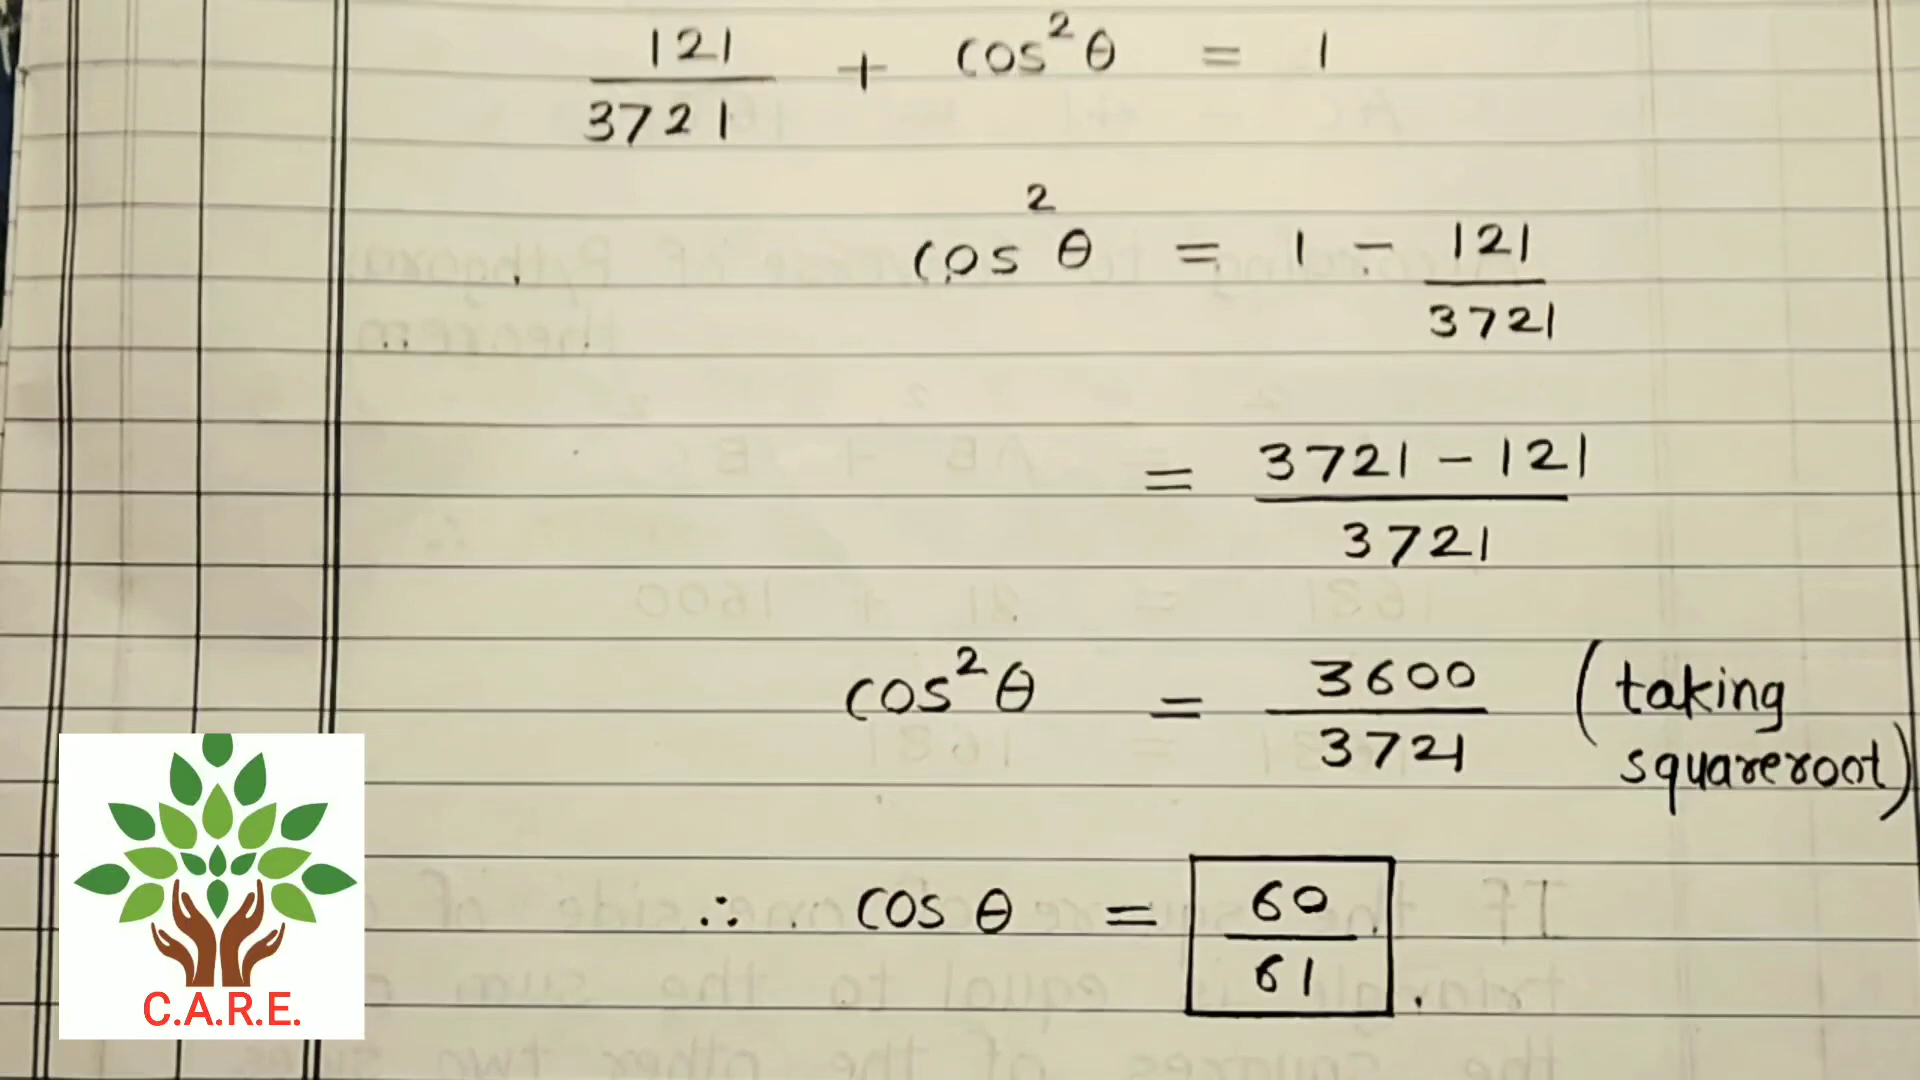 121/3721 + cos²θ = 1
cos²θ = 1 - 121/3721
= 3721 - 121/3721
cos²θ = 3600/3721 (taking squareroot)
∴ cos θ = 60/61.
C.A.R.E.